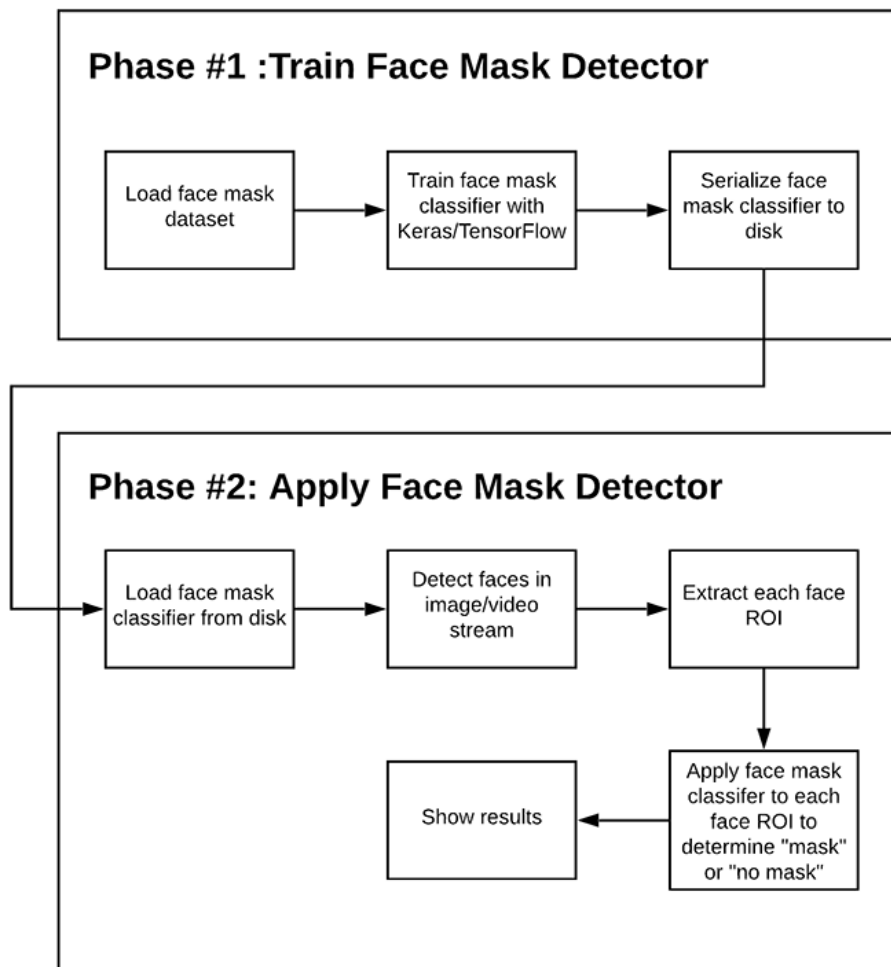 Phase #1 :Train Face Mask Detector
Load face mask
dataset
Train face mask
classifier with
Keras/TensorFlow
Serialize face
mask classifier to
disk
Phase #2: Apply Face Mask Detector
Load face mask
classifier from disk
Detect faces in
image/video
stream
Extract each face
ROI
Apply face mask
classifer to each
face ROI to
determine "mask"
or "no mask"
Show results